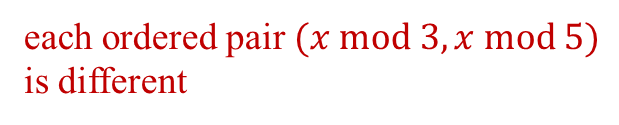 each ordered pair (𝑥 mod 3, 𝑥 mod 5)
is different